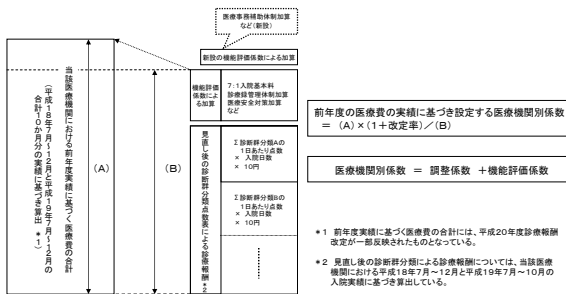 医療事務補助体制加算
など(新設)
新設の機能評価係数による加算
当該医療機関における前年度実績に基づく医療費の合計
(平成18年7月~12月と平成19年7月~12月の
合計10か月分の実績に基づき算出 *1)
(A)
(B)
機能評価
係数によ
る加算
7:1入院基本料
診療録管理体制加算
医療安全対策加算
など
見直し後の診断群分類点数表による診療報酬*2
Σ診断群分類Aの
1日あたり点数
× 入院日数
× 10円
Σ診断群分類Bの
1日あたり点数
× 入院日数
× 10円
前年度の医療費の実績に基づき設定する医療機関別係数
= (A)×(1+改定率)/(B)
医療機関別係数 = 調整係数 +機能評価係数
*1 前年度実績に基づく医療費の合計には、平成20年度診療報酬
改定が一部反映されたものとなっている。
*2 見直し後の診断群分類による診療報酬については、当該医療
機関における平成18年7月~12月と平成19年7月~10月の
入院実績に基づき算出している。